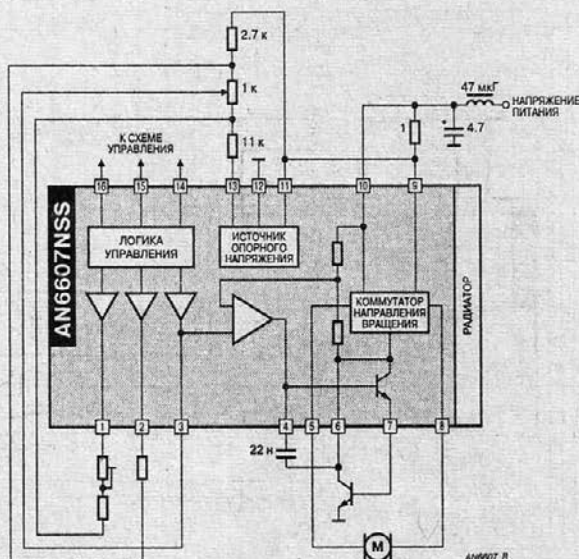 2.7 к
1 к
11 к
47 мкГ
НАПРЯЖЕНИЕ
ПИТАНИЯ
1
+
4.7
К СХЕМЕ
УПРАВЛЕНИЯ
16
15
14
13
12
11
10
9
AN6607NSS
ЛОГИКА
УПРАВЛЕНИЯ
ИСТОЧНИК
ОПОРНОГО
НАПРЯЖЕНИЯ
КОММУТАТОР
НАПРАВЛЕНИЯ
ВРАЩЕНИЯ
РАДИАТОР
1
2
3
4
5
6
7
8
22 н
M
AN6607_B